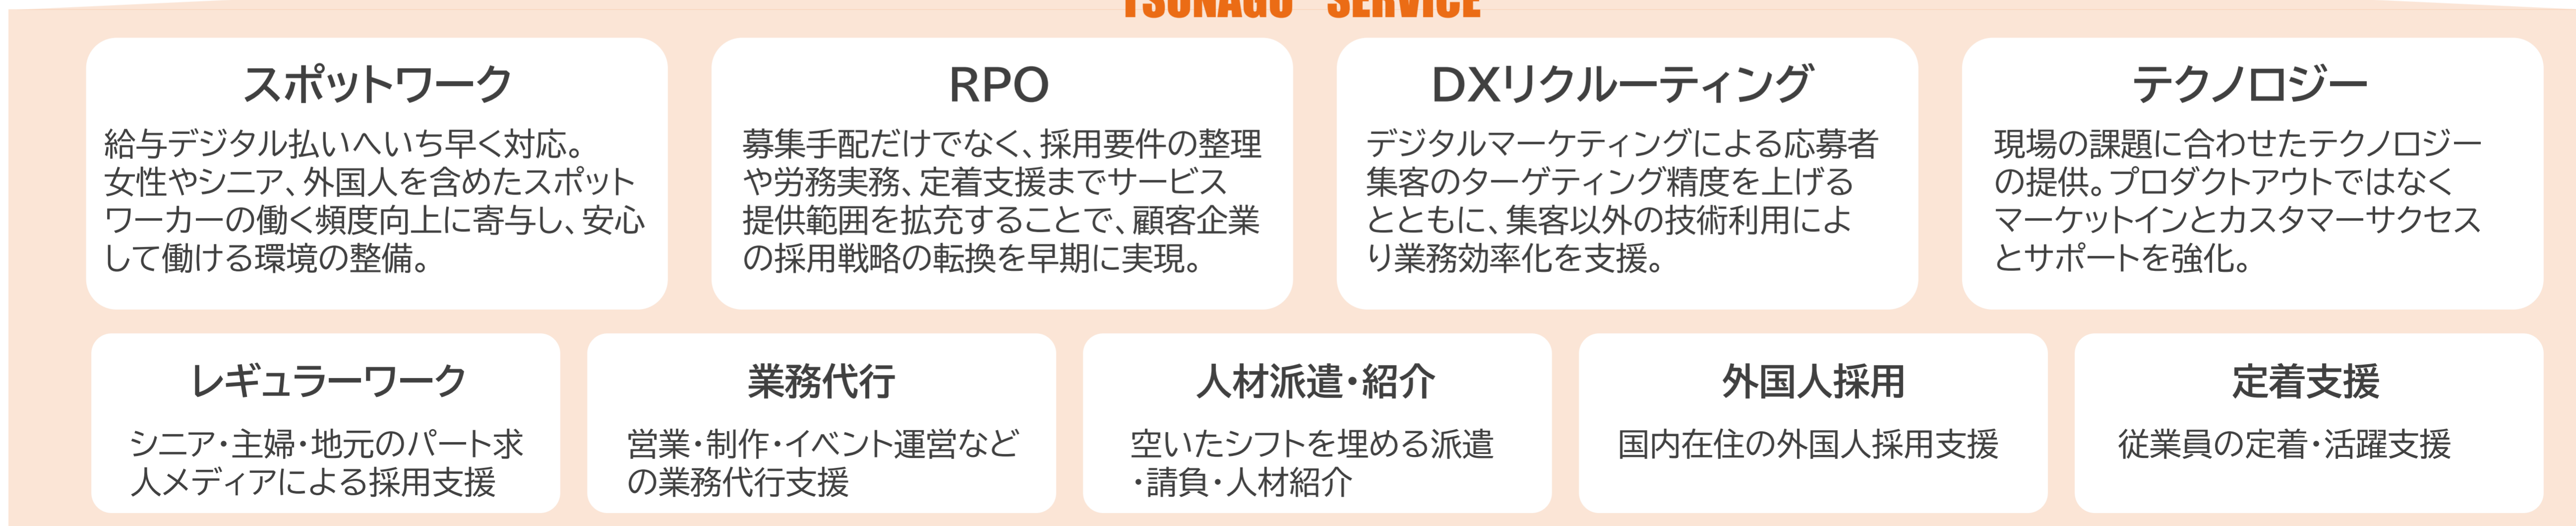 TSUNAGU SERVICE
スポットワーク
給与デジタル払いへいち早く対応。
女性やシニア、外国人を含めたスポット
ワーカーの働く頻度向上に寄与し、安心
して働ける環境の整備。
RPO
募集手配だけでなく、採用要件の整理
や労務実務、定着支援までサービス
提供範囲を拡充することで、顧客企業
の採用戦略の転換を早期に実現。
DXリクルーティング
デジタルマーケティングによる応募者
集客のターゲティング精度を上げる
とともに、集客以外の技術利用によ
り業務効率化を支援。
テクノロジー
現場の課題に合わせたテクノロジー
の提供。プロダクトアウトではなく
マーケットインとカスタマーサクセス
とサポートを強化。
レギュラーワーク
シニア・主婦・地元のパート求
人メディアによる採用支援
業務代行
営業・制作・イベント運営など
の業務代行支援
人材派遣・紹介
空いたシフトを埋める派遣
・請負・人材紹介
外国人採用
国内在住の外国人採用支援
定着支援
従業員の定着・活躍支援